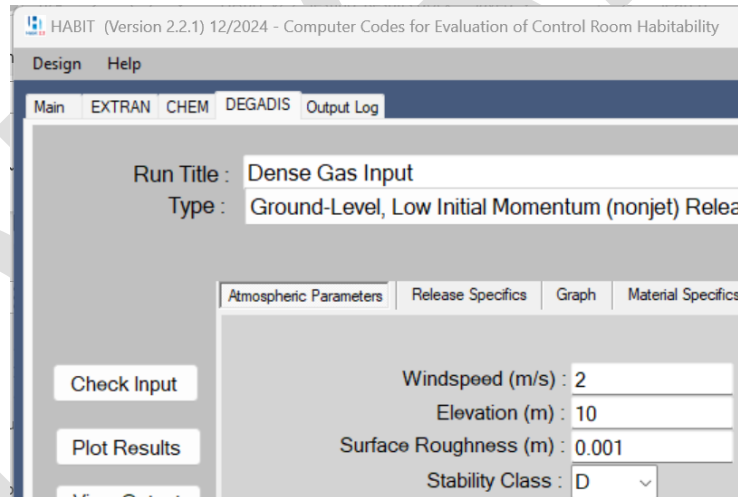 HABIT (Version 2.2.1) 12/2024 - Computer Codes for Evaluation of Control Room Habitability
Design Help
Main EXTRAN CHEM DEGADIS Output Log
Run Title : Dense Gas Input
Type : Ground-Level, Low Initial Momentum (nonjet)
Atmospheric Parameters Release Specifics Graph Material Specifics
Check Input
Windspeed (m/s) : 2
Elevation (m) : 10
Plot Results
Surface Roughness (m) : 0.001
Stability Class : D